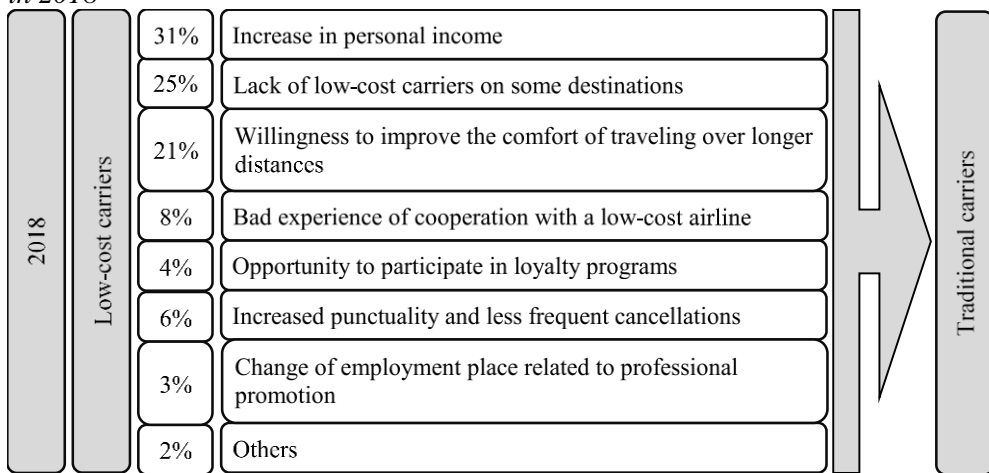 in 2018
2018
Low-cost carriers
31% Increase in personal income
25% Lack of low-cost carriers on some destinations
21% Willingness to improve the comfort of traveling over longer
distances
8% Bad experience of cooperation with a low-cost airline
4% Opportunity to participate in loyalty programs
6% Increased punctuality and less frequent cancellations
3% Change of employment place related to professional
promotion
2% Others
Traditional carriers